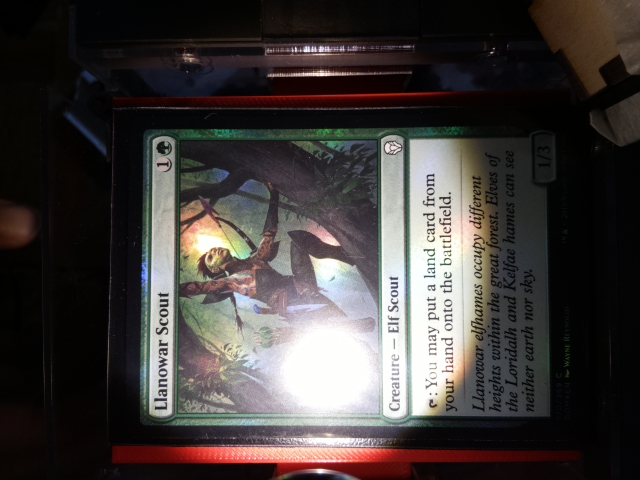 Llanowar Scout 1
Creature — Elf Scout
: You may put a land card from
your hand onto the battlefield.
Llanowar elfhames occupy different
heights within the great forest. Elves of
the Loridalh and Kelfae hames can see
neither earth nor sky.
1/3